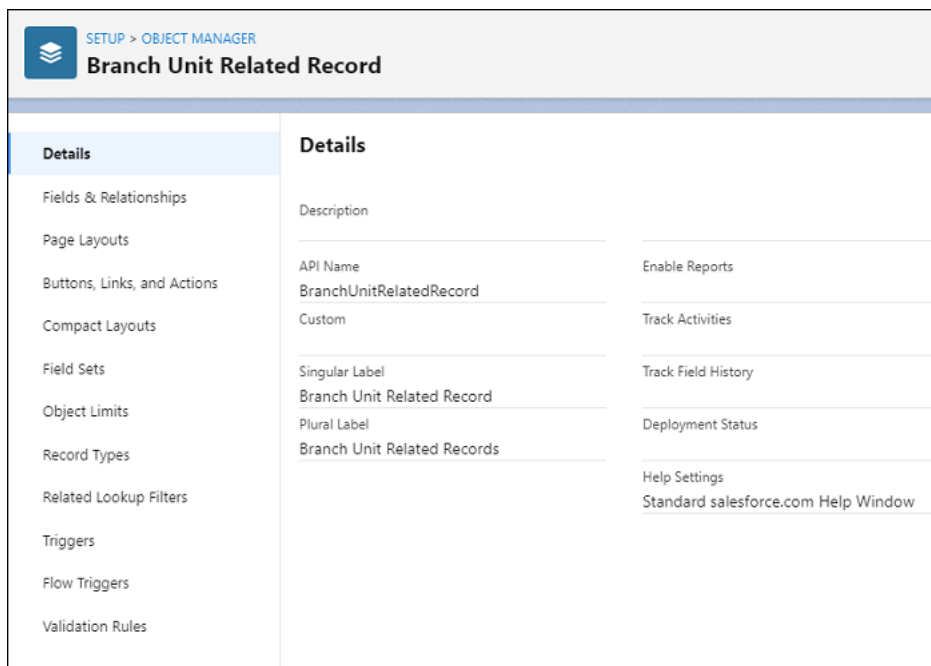 SETUP > OBJECT MANAGER
Branch Unit Related Record
Details
Fields & Relationships
Page Layouts
Buttons, Links, and Actions
Compact Layouts
Field Sets
Object Limits
Record Types
Related Lookup Filters
Triggers
Flow Triggers
Validation Rules
Details
Description
API Name
BranchUnitRelatedRecord
Custom
Singular Label
Branch Unit Related Record
Plural Label
Branch Unit Related Records
Enable Reports
Track Activities
Track Field History
Deployment Status
Help Settings
Standard salesforce.com Help Window